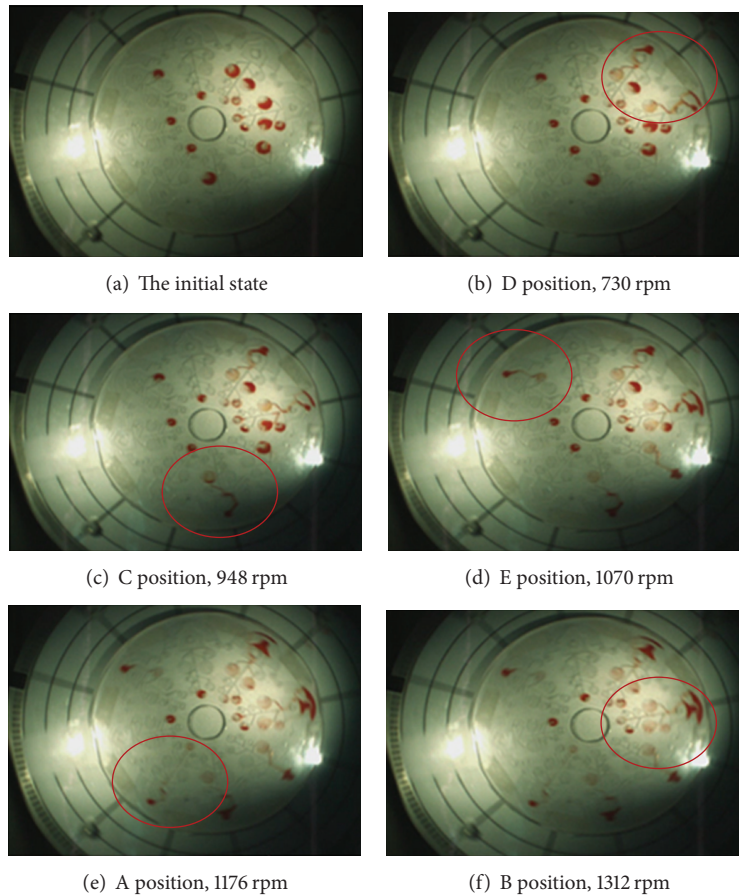 (a) The initial state
(b) D position, 730 rpm
(c) C position, 948 rpm
(d) E position, 1070 rpm
(e) A position, 1176 rpm
(f) B position, 1312 rpm